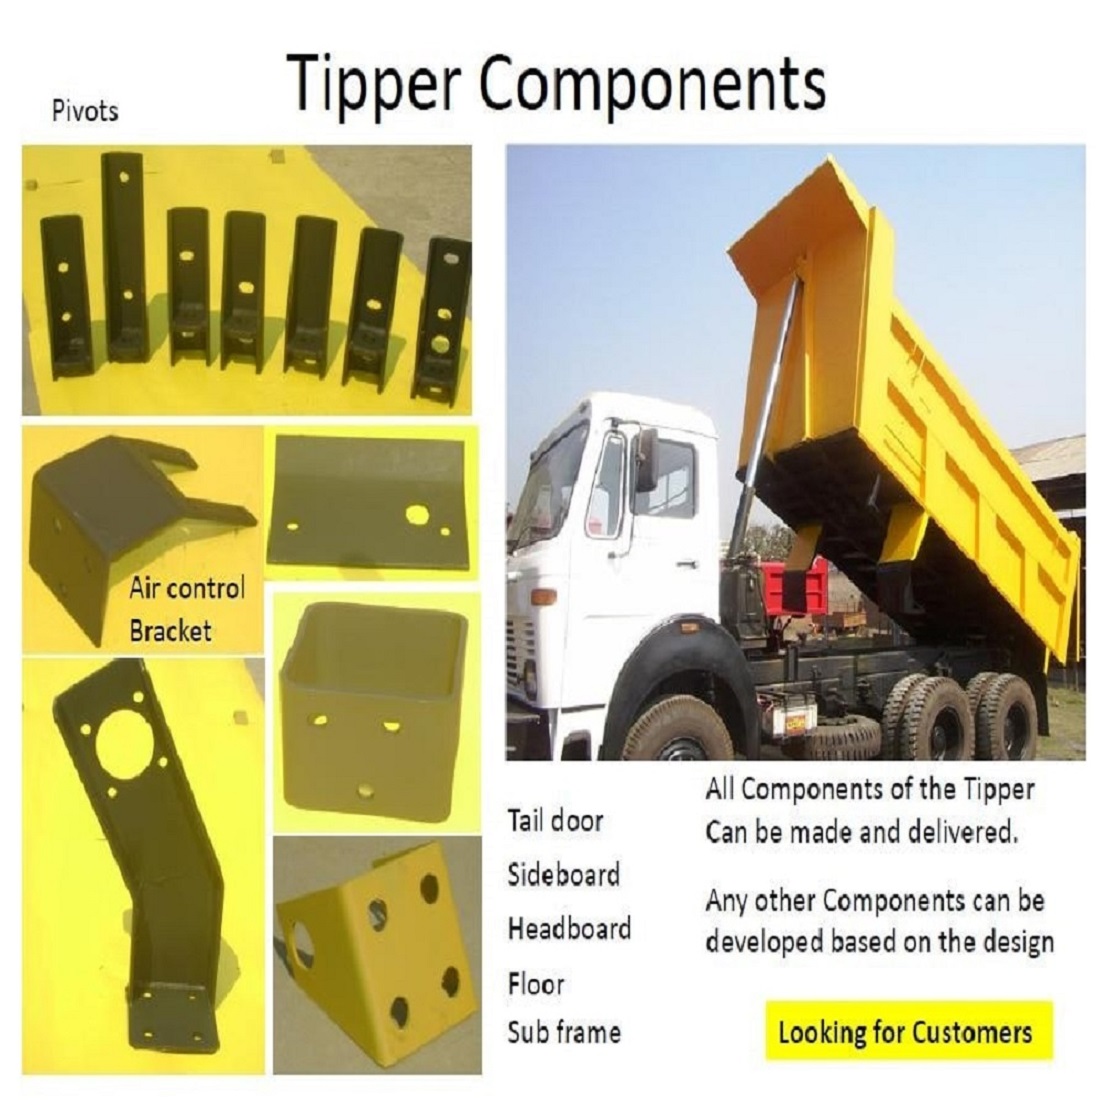 Tipper Components
Pivots
Air control
Bracket
Tail door
Sideboard
Headboard
Floor
Sub frame
All Components of the Tipper
Can be made and delivered.
Any other Components can be
developed based on the design
Looking for Customers